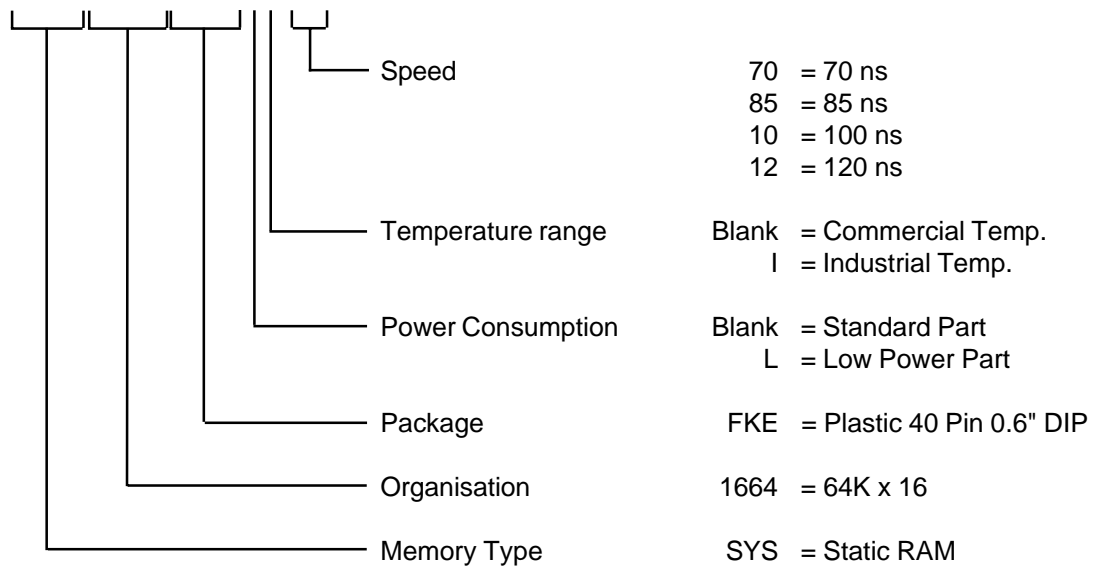 Speed 70 = 70 ns
85 = 85 ns
10 = 100 ns
12 = 120 ns
Temperature range Blank = Commercial Temp.
I = Industrial Temp.
Power Consumption Blank = Standard Part
L = Low Power Part
Package FKE = Plastic 40 Pin 0.6" DIP
Organisation 1664 = 64K x 16
Memory Type SYS = Static RAM